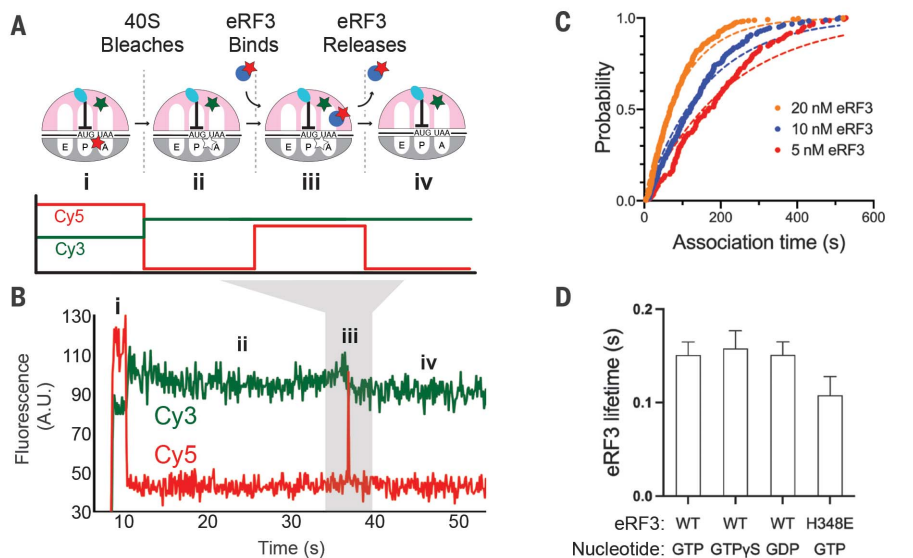 A
40S
Bleaches
eRF3
Binds
eRF3
Releases
AUG UAA
E P A
AUG UAA
E P A
AUG UAA
E P A
AUG UAA
E P A
i
ii
iii
iv
Cy5
Cy3
B
Fluorescence
(A.U.)
130
110
90
70
50
30
i
ii
iii
iv
Cy3
Cy5
10 20 30 40 50
Time (s)
C
Probability
1.0
0.5
0.0
20 nM eRF3
10 nM eRF3
5 nM eRF3
0 200 400 600
Association time (s)
D
eRF3 lifetime (s)
0.2
0.1
0.0
eRF3: WT WT WT H348E
Nucleotide: GTP GTPγS GDP GTP